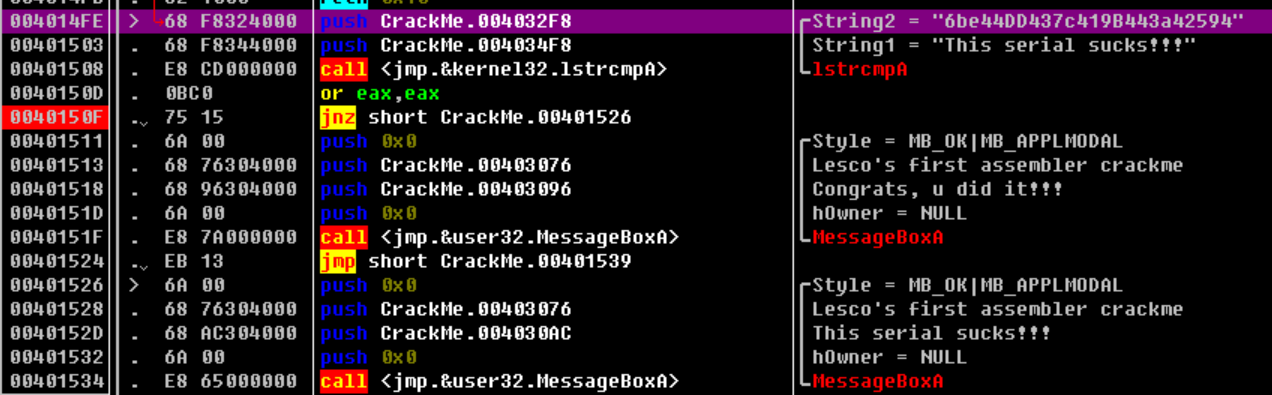 004014FE > 68 F8324000 push CrackMe.004032F8 String2 = "6be44DD437c419B443a42594"
00401503 . 68 F8344000 push CrackMe.004034F8 String1 = "This serial sucks!!!"
00401508 . E8 CD000000 call <jmp.&kernel32.lstrcmpA> lstrcmpA
0040150D . 0BC0 or eax,eax
0040150F . 75 15 jnz short CrackMe.00401526
00401511 . 6A 00 push 0x0 Style = MB_OK|MB_APPLMODAL
00401513 . 68 76304000 push CrackMe.00403076 Lesco's first assembler crackme
00401518 . 68 96304000 push CrackMe.00403096 Congrats, u did it!!!
0040151D . 6A 00 push 0x0 hOwner = NULL
0040151F . E8 7A000000 call <jmp.&user32.MessageBoxA> MessageBoxA
00401524 . EB 13 jmp short CrackMe.00401539
00401526 > 6A 00 push 0x0 Style = MB_OK|MB_APPLMODAL
00401528 . 68 76304000 push CrackMe.00403076 Lesco's first assembler crackme
0040152D . 68 AC304000 push CrackMe.004030AC This serial sucks!!!
00401532 . 6A 00 push 0x0 hOwner = NULL
00401534 . E8 65000000 call <jmp.&user32.MessageBoxA> MessageBoxA